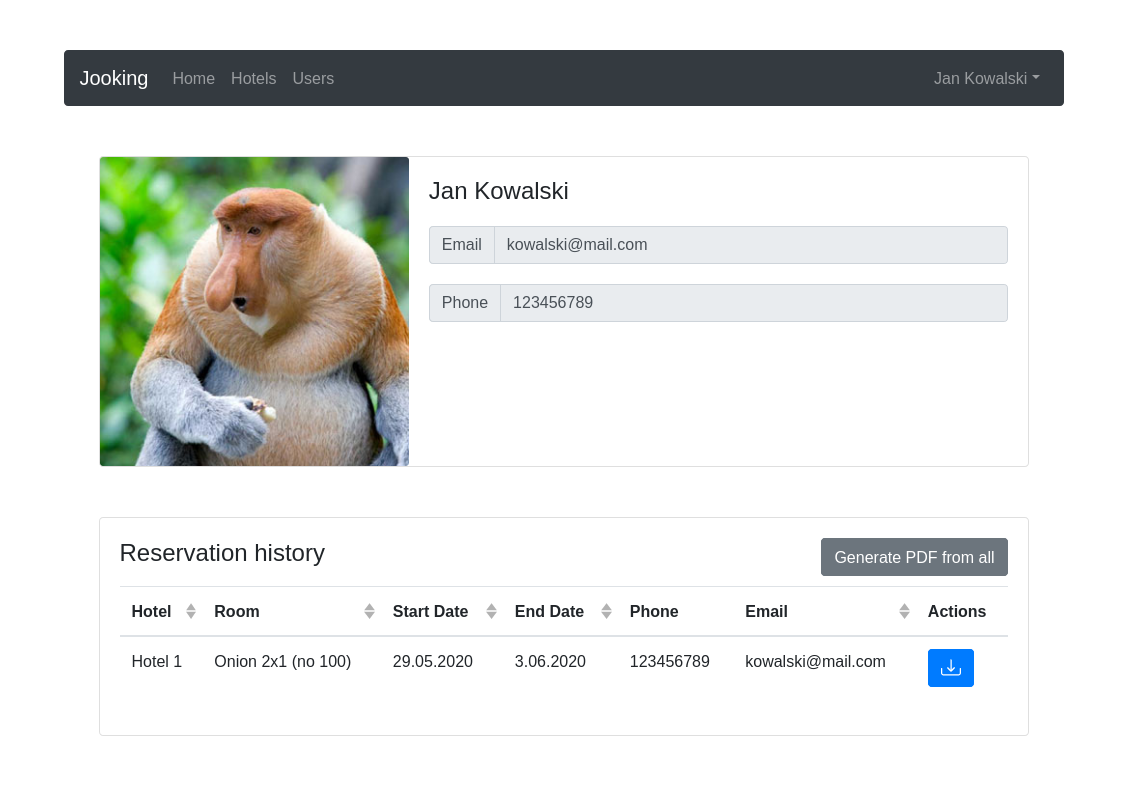 Jooking Home Hotels Users Jan Kowalski
Jan Kowalski
Email kowalski@mail.com
Phone 123456789
Reservation history
Generate PDF from all
Hotel Room Start Date End Date Phone Email Actions
Hotel 1 Onion 2x1 (no 100) 29.05.2020 3.06.2020 123456789 kowalski@mail.com